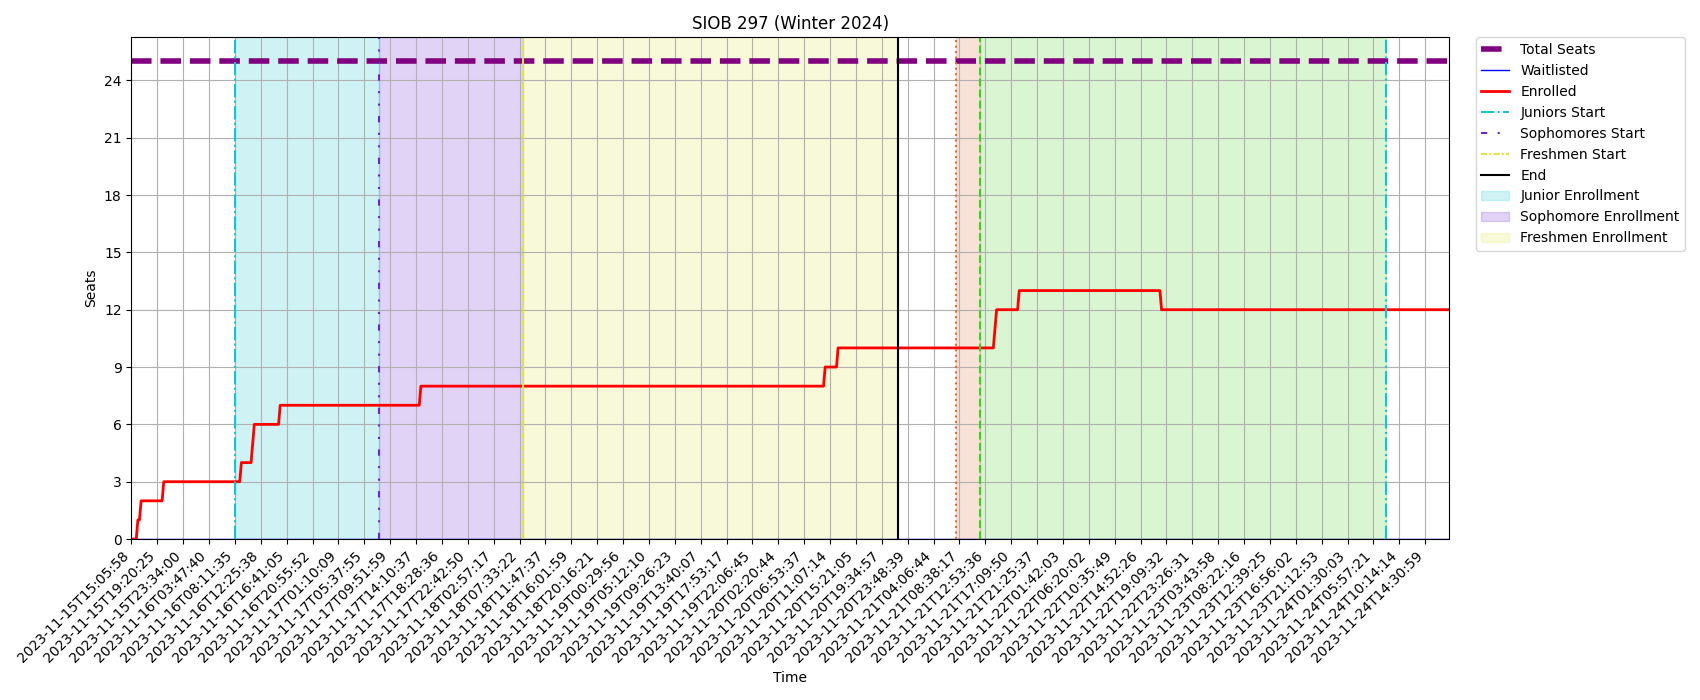 SIOB 297 (Winter 2024)
Total Seats
Waitlisted
Enrolled
Juniors Start
Sophomores Start
Freshmen Start
End
Junior Enrollment
Sophomore Enrollment
Freshmen Enrollment
Seats
24
21
18
15
12
9
6
3
0
2023-11-15T15:05:58
2023-11-15T19:20:25
2023-11-15T23:34:00
2023-11-16T03:47:40
2023-11-16T08:11:35
2023-11-16T12:25:38
2023-11-16T16:41:05
2023-11-16T20:55:52
2023-11-17T01:10:09
2023-11-17T05:37:55
2023-11-17T09:51:59
2023-11-17T14:10:37
2023-11-17T18:28:36
2023-11-17T22:42:50
2023-11-18T02:57:17
2023-11-18T07:33:22
2023-11-18T11:47:37
2023-11-18T16:01:59
2023-11-18T20:16:21
2023-11-19T00:29:56
2023-11-19T05:12:10
2023-11-19T09:26:23
2023-11-19T13:40:07
2023-11-19T17:53:17
2023-11-19T22:06:45
2023-11-20T02:20:44
2023-11-20T06:53:37
2023-11-20T11:07:14
2023-11-20T15:21:05
2023-11-20T19:34:57
2023-11-20T23:48:39
2023-11-21T04:06:44
2023-11-21T08:38:17
2023-11-21T12:53:36
2023-11-21T17:09:50
2023-11-21T21:25:37
2023-11-22T01:42:03
2023-11-22T06:20:02
2023-11-22T10:35:49
2023-11-22T14:52:26
2023-11-22T19:09:32
2023-11-22T23:26:31
2023-11-23T03:43:58
2023-11-23T08:22:16
2023-11-23T12:39:25
2023-11-23T16:56:02
2023-11-23T21:12:53
2023-11-24T01:30:03
2023-11-24T05:57:21
2023-11-24T10:14:14
2023-11-24T14:30:59
Time